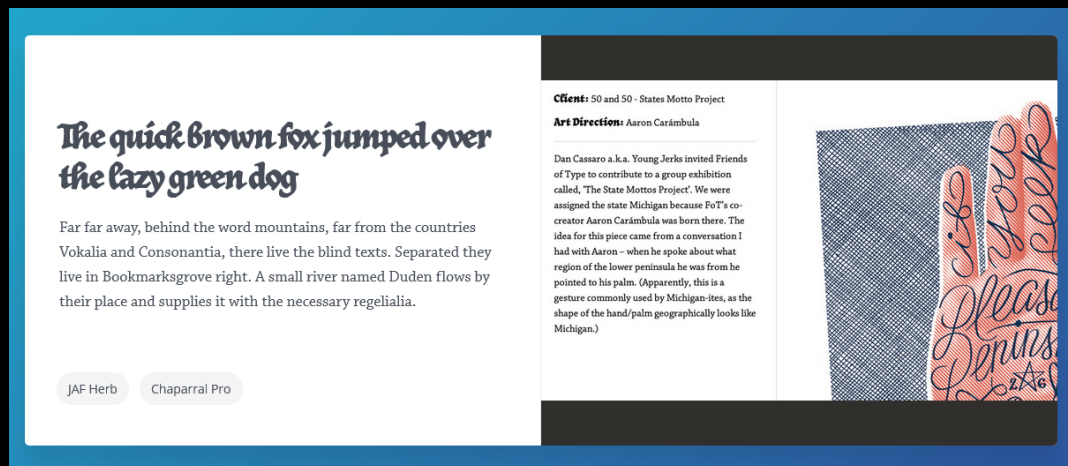 The quick brown fox jumped over
the lazy green dog
Far far away, behind the word mountains, far from the countries
Vokalia and Consonantia, there live the blind texts. Separated they
live in Bookmarksgrove right. A small river named Duden flows by
their place and supplies it with the necessary regelialia.
JAF Herb
Chaparral Pro
Client: 50 and 50 - States Motto Project
Art Direction: Aaron Carámbula
Dan Cassaro a.k.a. Young Jerks invited Friends
of Type to contribute to a group exhibition
called, 'The State Mottos Project'. We were
assigned the state Michigan because FoT's co-
creator Aaron Carámbula was born there. The
idea for this piece came from a conversation I
had with Aaron – when he spoke about what
region of the lower peninsula he was from he
pointed to his palm. (Apparently, this is a
gesture commonly used by Michigan-ites, as the
shape of the hand/palm geographically looks like
Michigan.)
you
seek
Pleas
Penins
26